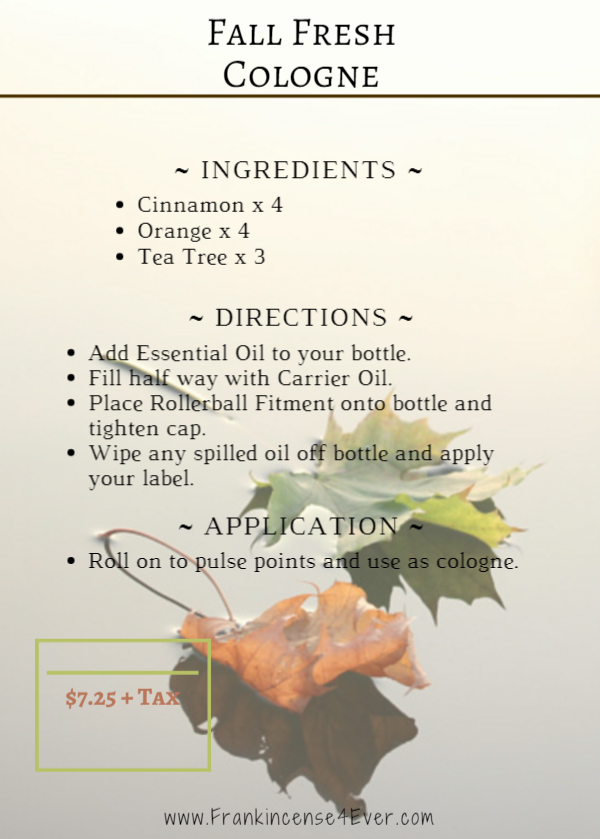 Fall Fresh
Cologne
~ INGREDIENTS ~
• Cinnamon x 4
• Orange x 4
• Tea Tree x 3
~ DIRECTIONS ~
• Add Essential Oil to your bottle.
• Fill half way with Carrier Oil.
• Place Rollerball Fitment onto bottle and
tighten cap.
• Wipe any spilled oil off bottle and apply
your label.
~ APPLICATION ~
• Roll on to pulse points and use as cologne.
$7.25 + Tax
www.Frankincense4Ever.com